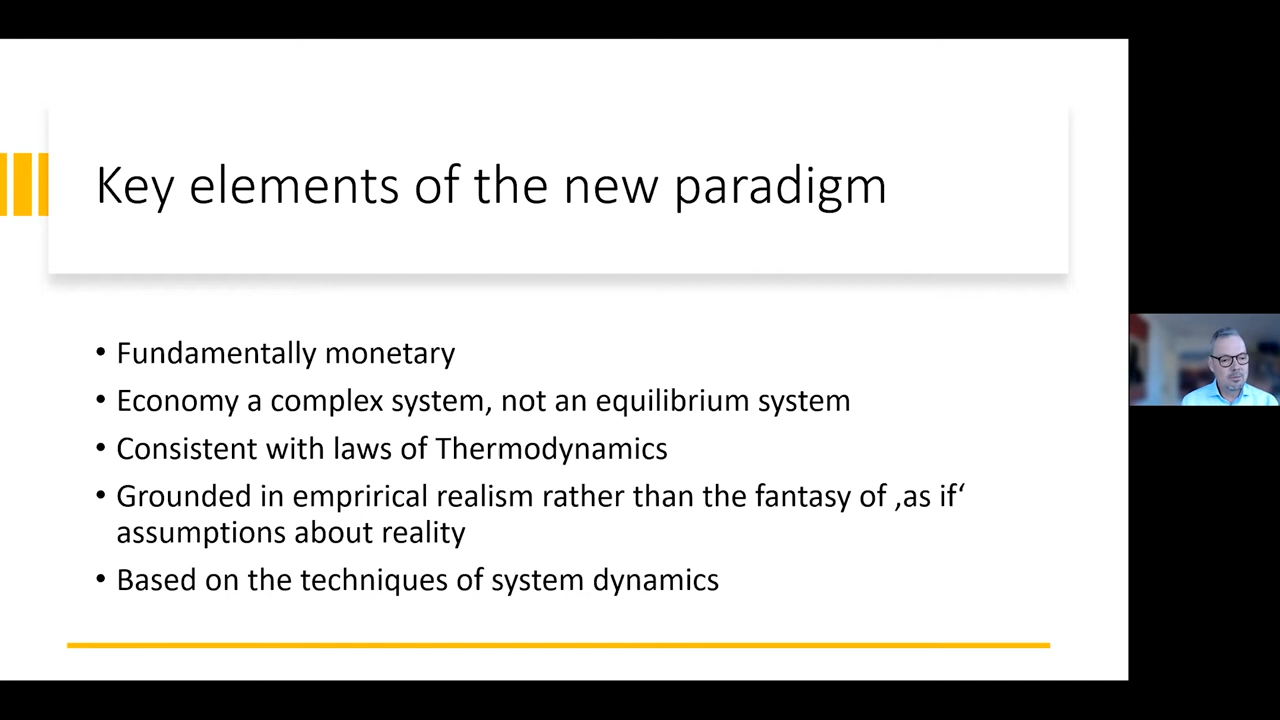 Key elements of the new paradigm
• Fundamentally monetary
• Economy a complex system, not an equilibrium system
• Consistent with laws of Thermodynamics
• Grounded in emprirical realism rather than the fantasy of ‚as if‘
assumptions about reality
• Based on the techniques of system dynamics